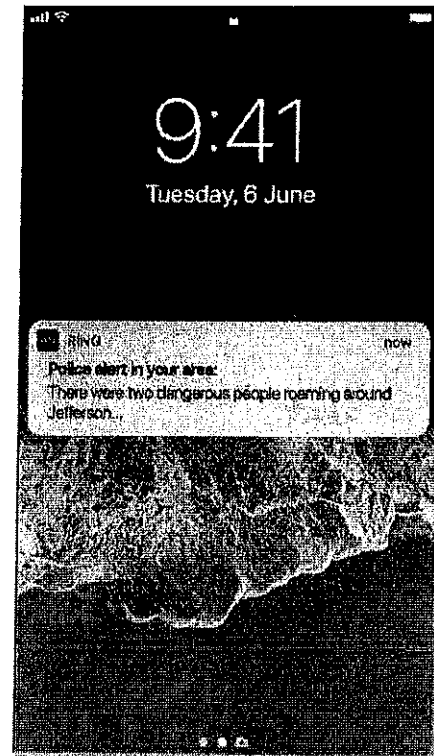 9:41
Tuesday, 6 June
RING
now
Police alert in your area:
There were two dangerous people roaming around
Jefferson...